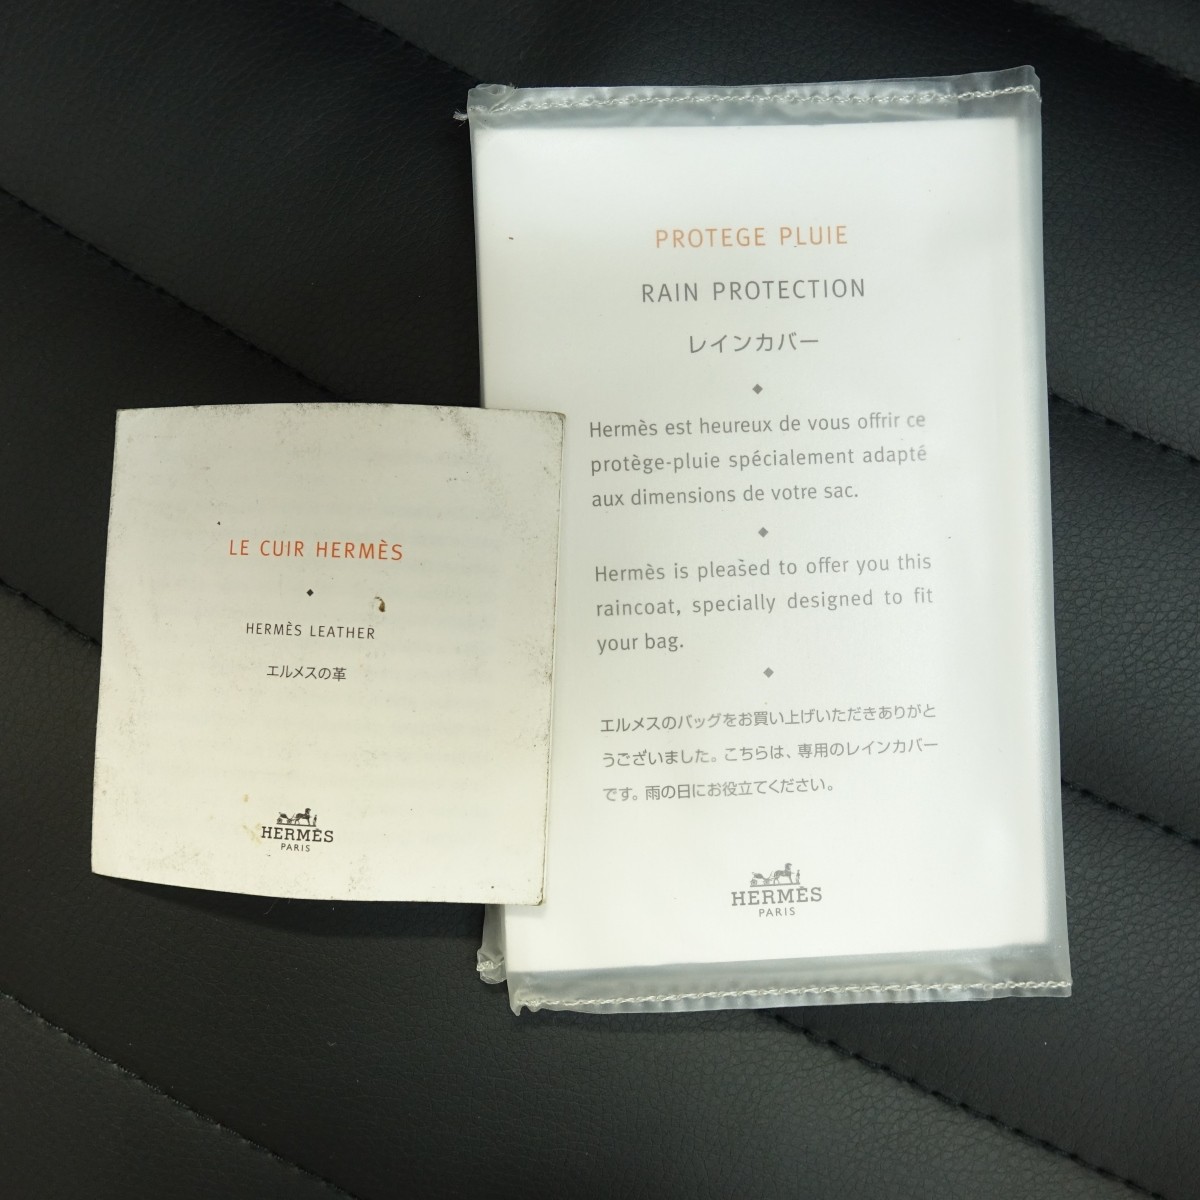 LE CUIR HERMÈS
HERMÈS LEATHER
エルメスの革
HERMÈS
PARIS
PROTEGE PLUIE
RAIN PROTECTION
レインカバー
Hermès est heureux de vous offrir ce
protège-pluie spécialement adapté
aux dimensions de votre sac.
Hermès is pleased to offer you this
raincoat, specially designed to fit
your bag.
エルメスのバッグをお買い上げいただきありがと
うございました。こちらは、専用のレインカバー
です。雨の日にお役立てください。
HERMÈS
PARIS